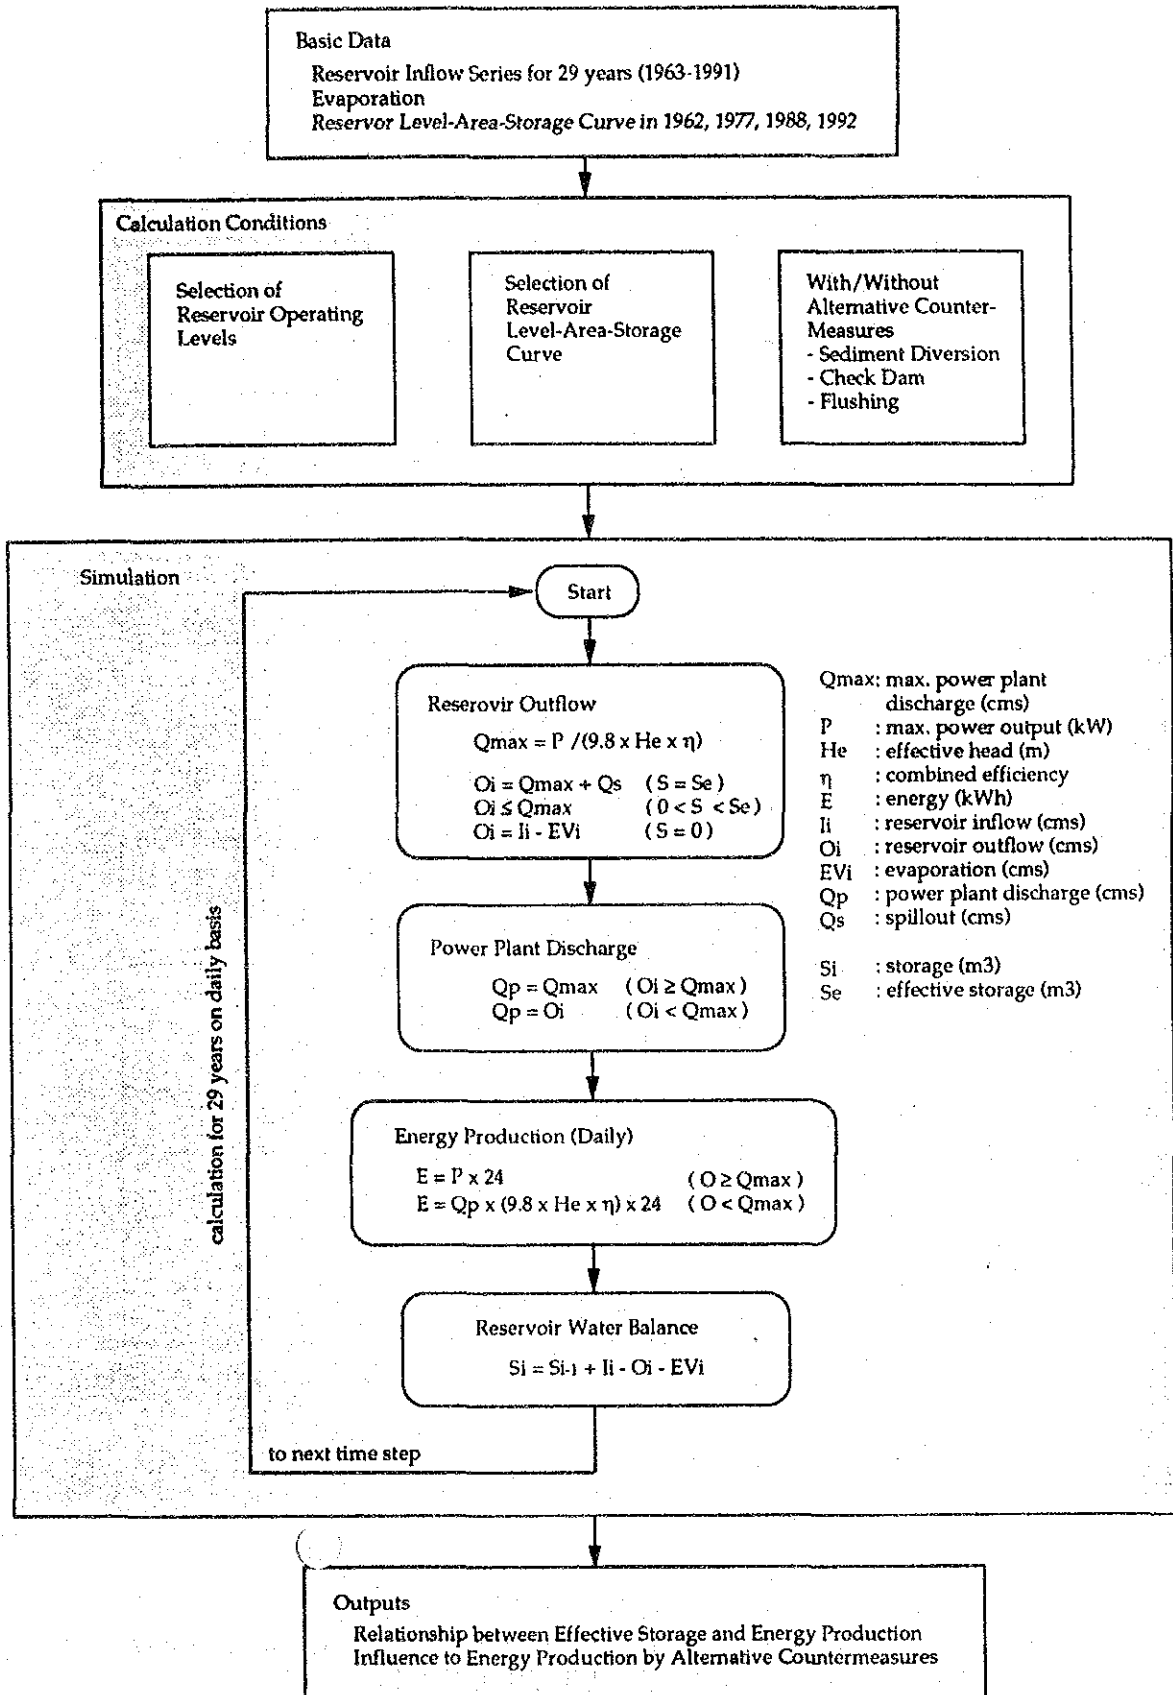 Basic Data
Reservoir Inflow Series for 29 years (1963-1991)
Evaporation
Reservor Level-Area-Storage Curve in 1962, 1977, 1988, 1992
Calculation Conditions
Selection of
Reservoir Operating
Levels
Selection of
Reservoir
Level-Area-Storage
Curve
With/Without
Alternative Counter-
Measures
- Sediment Diversion
- Check Dam
- Flushing
Simulation
Start
Reserovir Outflow
Qmax = P /(9.8 x He x η)
Oi = Qmax + Qs (S = Se)
Oi ≤ Qmax (0 < S < Se)
Oi = Ii - EVi (S = 0)
Qmax: max. power plant
discharge (cms)
P : max. power output (kW)
He : effective head (m)
η : combined efficiency
E : energy (kWh)
Ii : reservoir inflow (cms)
Oi : reservoir outflow (cms)
EVi : evaporation (cms)
Qp : power plant discharge (cms)
Qs : spillout (cms)
Si : storage (m3)
Se : effective storage (m3)
Power Plant Discharge
Qp = Qmax (Oi ≥ Qmax)
Qp = Oi (Oi < Qmax)
calculation for 29 years on daily basis
Energy Production (Daily)
E = P x 24 (O ≥ Qmax)
E = Qp x (9.8 x He x η) x 24 (O < Qmax)
Reservoir Water Balance
Si = Si-1 + Ii - Oi - EVi
to next time step
Outputs
Relationship between Effective Storage and Energy Production
Influence to Energy Production by Alternative Countermeasures